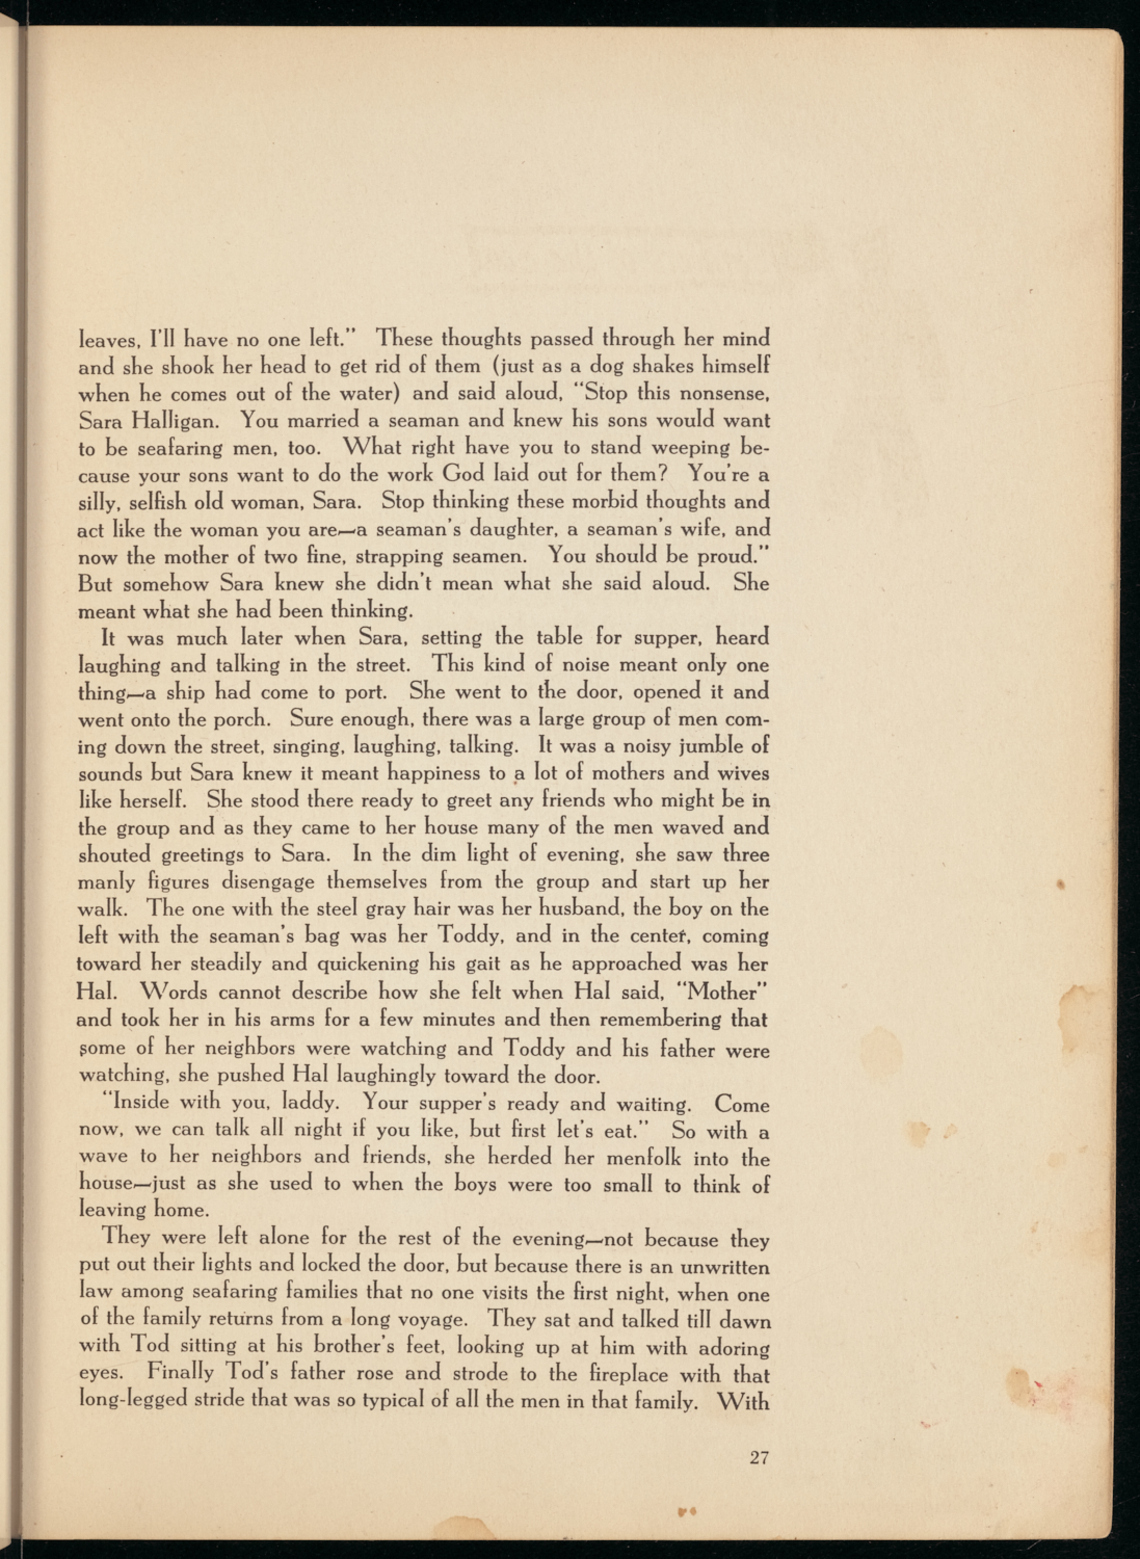 leaves, I'll have no one left." These thoughts passed through her mind
and she shook her head to get rid of them (just as a dog shakes himself
when he comes out of the water) and said aloud, "Stop this nonsense,
Sara Halligan. You married a seaman and knew his sons would want
to be seafaring men, too. What right have you to stand weeping be-
cause your sons want to do the work God laid out for them? You're a
silly, selfish old woman, Sara. Stop thinking these morbid thoughts and
act like the woman you are—a seaman's daughter, a seaman's wife, and
now the mother of two fine, strapping seamen. You should be proud."
But somehow Sara knew she didn't mean what she said aloud. She
meant what she had been thinking.
It was much later when Sara, setting the table for supper, heard
laughing and talking in the street. This kind of noise meant only one
thing—a ship had come to port. She went to the door, opened it and
went onto the porch. Sure enough, there was a large group of men com-
ing down the street, singing, laughing, talking. It was a noisy jumble of
sounds but Sara knew it meant happiness to a lot of mothers and wives
like herself. She stood there ready to greet any friends who might be in
the group and as they came to her house many of the men waved and
shouted greetings to Sara. In the dim light of evening, she saw three
manly figures disengage themselves from the group and start up her
walk. The one with the steel gray hair was her husband, the boy on the
left with the seaman's bag was her Toddy, and in the center, coming
toward her steadily and quickening his gait as he approached was her
Hal. Words cannot describe how she felt when Hal said, "Mother"
and took her in his arms for a few minutes and then remembering that
some of her neighbors were watching and Toddy and his father were
watching, she pushed Hal laughingly toward the door.
"Inside with you, laddy. Your supper's ready and waiting. Come
now, we can talk all night if you like, but first let's eat." So with a
wave to her neighbors and friends, she herded her menfolk into the
house—just as she used to when the boys were too small to think of
leaving home.
They were left alone for the rest of the evening—not because they
put out their lights and locked the door, but because there is an unwritten
law among seafaring families that no one visits the first night, when one
of the family returns from a long voyage. They sat and talked till dawn
with Tod sitting at his brother's feet, looking up at him with adoring
eyes. Finally Tod's father rose and strode to the fireplace with that
long-legged stride that was so typical of all the men in that family. With
27